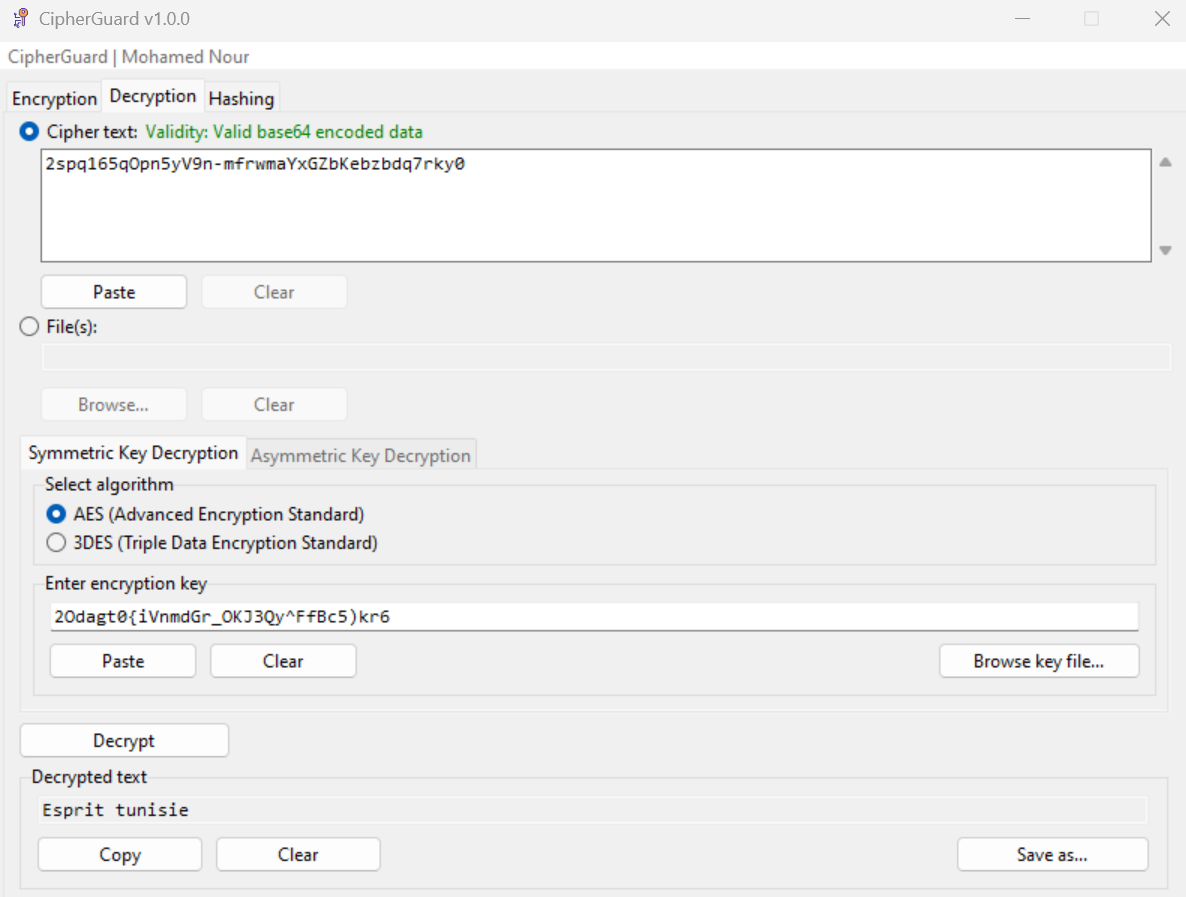 CipherGuard v1.0.0
CipherGuard | Mohamed Nour
Encryption Decryption Hashing
Cipher text: Validity: Valid base64 encoded data
2spq165qOpn5yV9n-mfrwmaYxGZbKebzbdq7rky0
Paste Clear
File(s):
Browse... Clear
Symmetric Key Decryption Asymmetric Key Decryption
Select algorithm
AES (Advanced Encryption Standard)
3DES (Triple Data Encryption Standard)
Enter encryption key
2Odagt0{iVnmdGr_OKJ3Qy^FfBc5)kr6
Paste Clear Browse key file...
Decrypt
Decrypted text
Esprit tunisie
Copy Clear Save as...